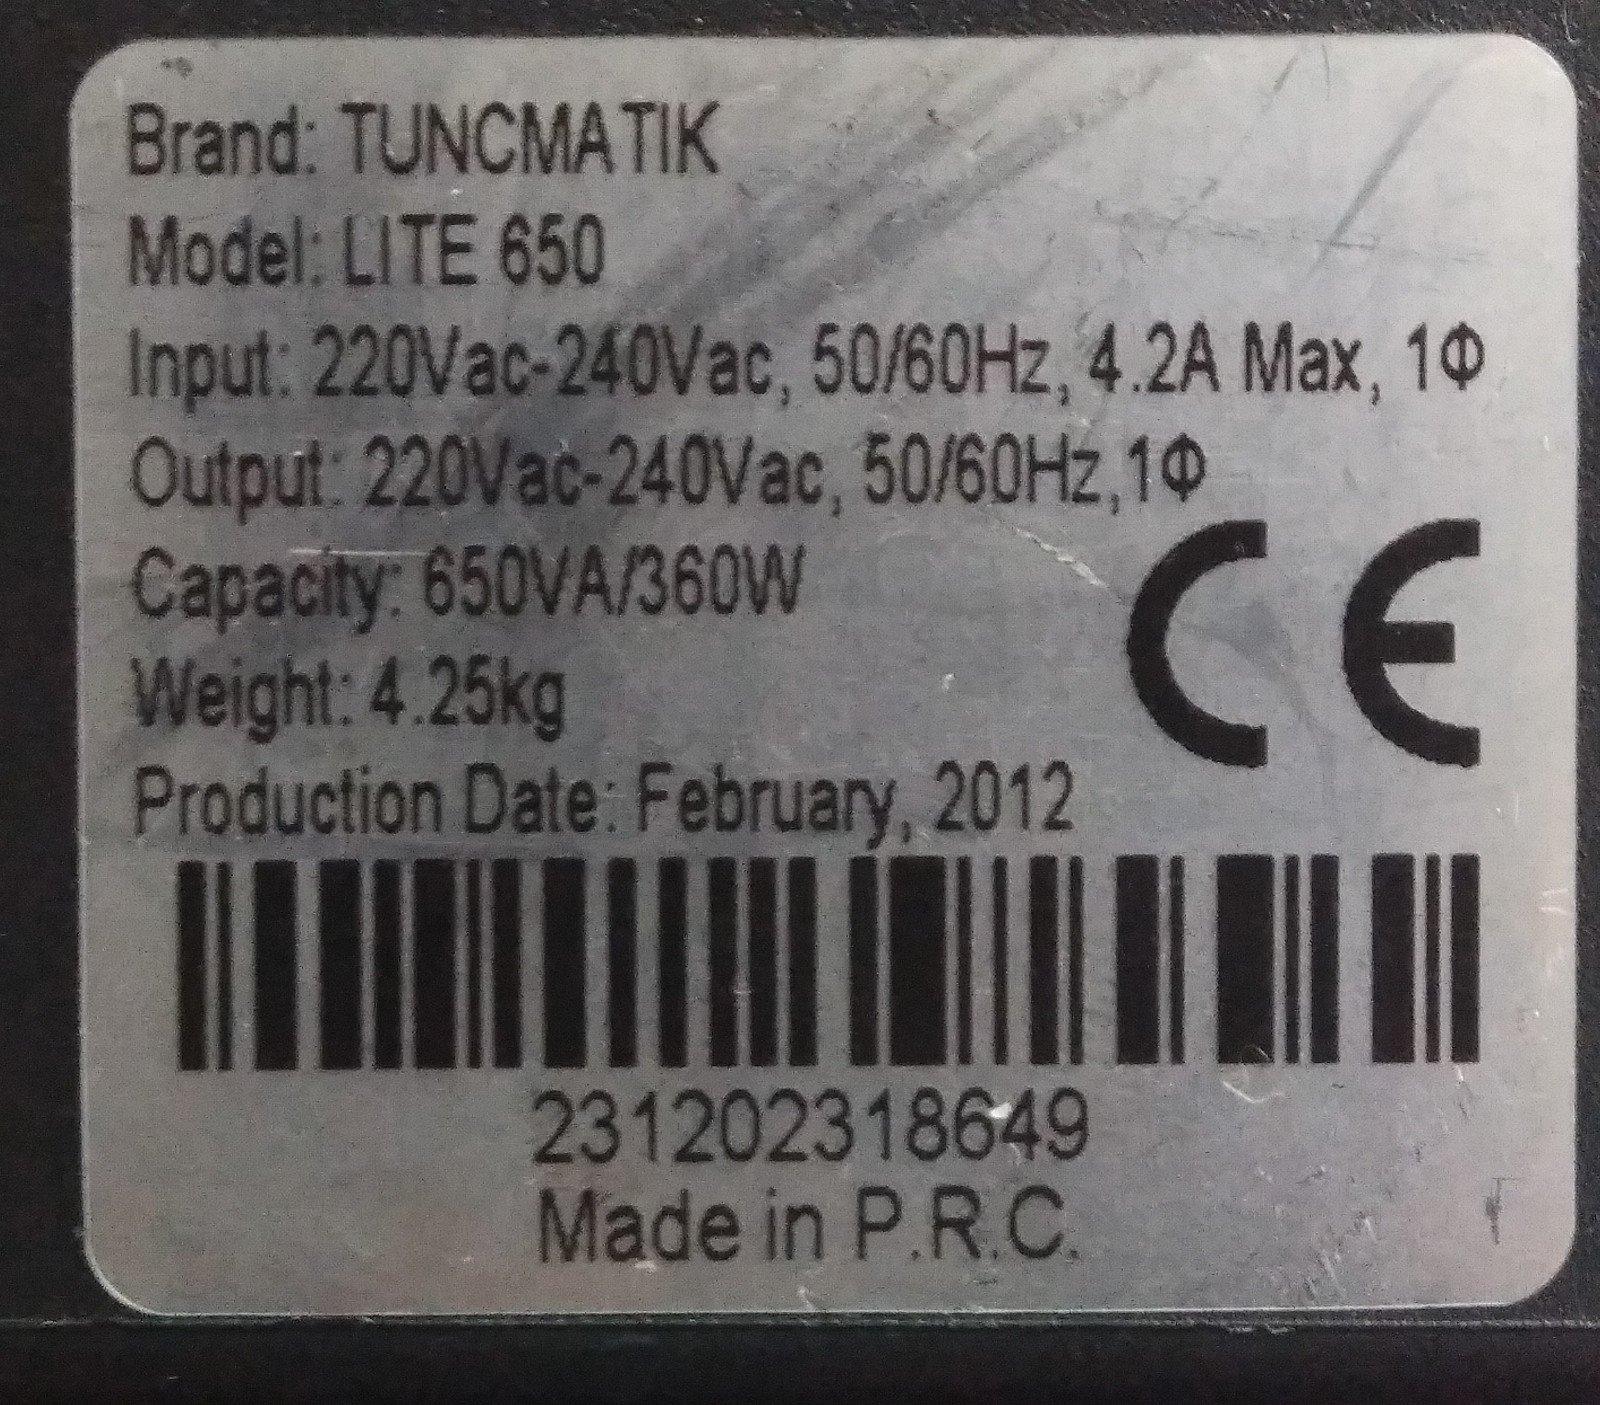 Brand: TUNCMATIK
Model: LITE 650
Input: 220Vac-240Vac, 50/60Hz, 4.2A Max, 1Φ
Output: 220Vac-240Vac, 50/60Hz,1Φ
Capacity: 650VA/360W
CE
Weight: 4.25kg
Production Date: February, 2012
231202318649
Made in P.R.C.